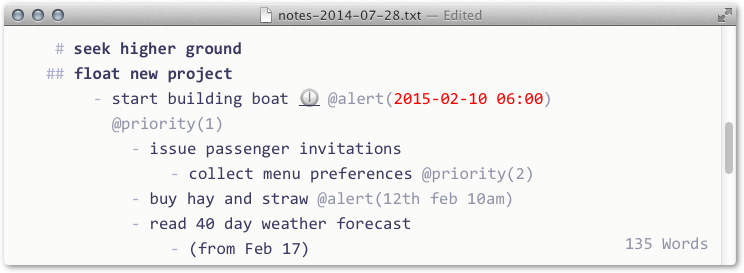 notes-2014-07-28.txt — Edited
# seek higher ground
## float new project
- start building boat 🕕 @alert(2015-02-10 06:00)
@priority(1)
- issue passenger invitations
- collect menu preferences @priority(2)
- buy hay and straw @alert(12th feb 10am)
- read 40 day weather forecast
- (from Feb 17)
135 Words